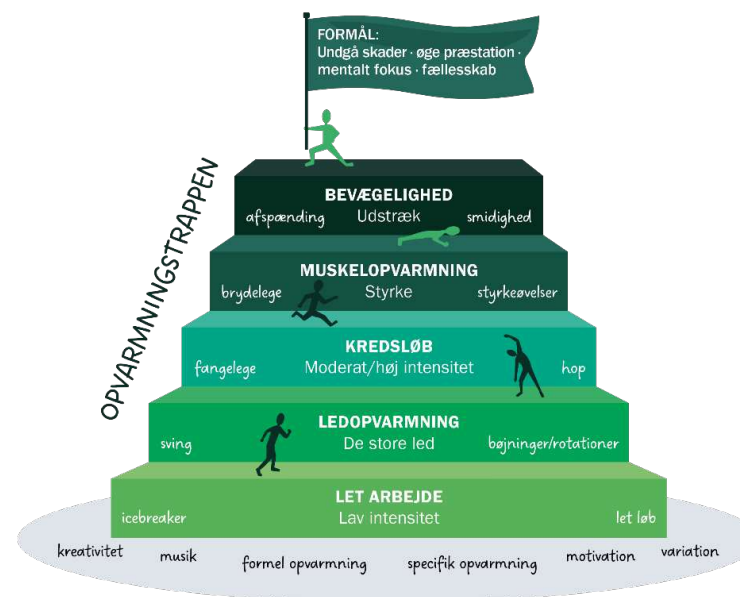 FORMÅL:
Undgå skader · øge præstation ·
mentalt fokus · fællesskab
OPVARMNINGSTRAPPEN
BEVÆGELIGHED
afspænding Udstræk smidighed
MUSKELOPVARMNING
brydelege Styrke styrkeøvelser
KREDSLØB
fangelege Moderat/høj intensitet hop
LEDOPVARMNING
sving De store led bøjninger/rotationer
LET ARBEJDE
icebreaker Lav intensitet let løb
kreativitet musik formel opvarmning specifik opvarmning motivation variation